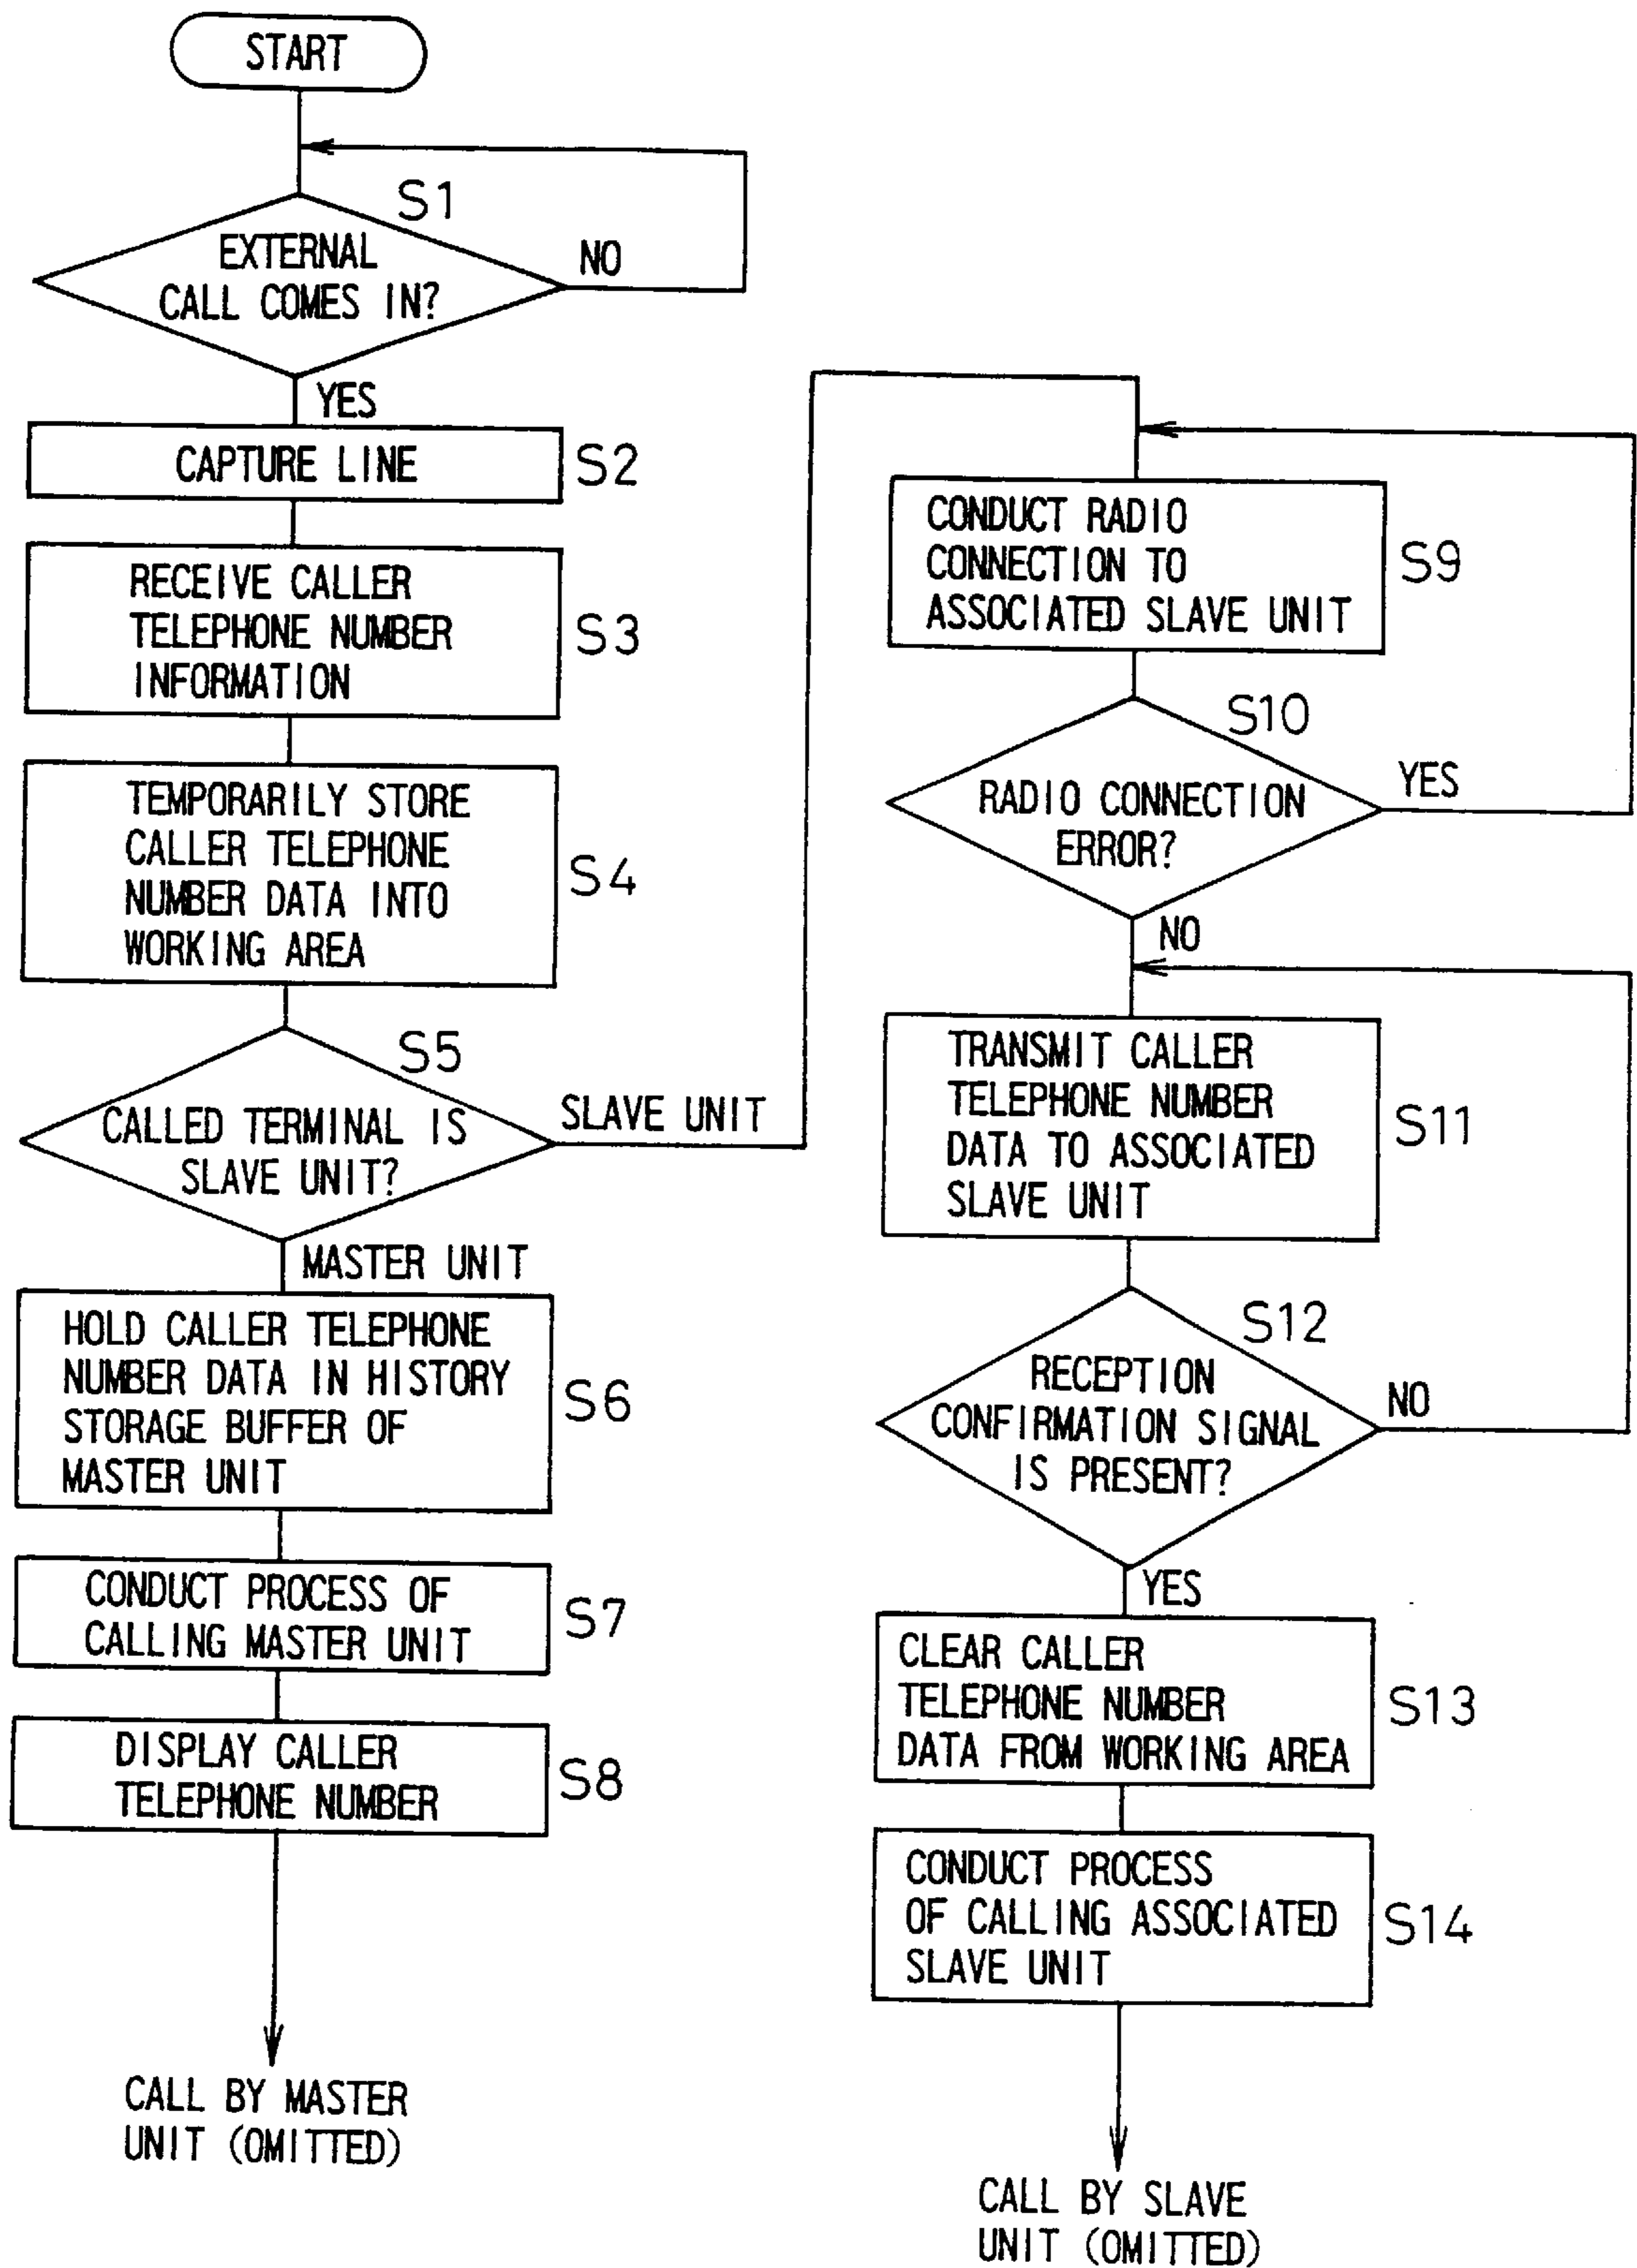 START
S1
EXTERNAL
CALL COMES IN?
NO
YES
CAPTURE LINE
S2
RECEIVE CALLER
TELEPHONE NUMBER
INFORMATION
S3
TEMPORARILY STORE
CALLER TELEPHONE
NUMBER DATA INTO
WORKING AREA
S4
S5
CALLED TERMINAL IS
SLAVE UNIT?
SLAVE UNIT
MASTER UNIT
HOLD CALLER TELEPHONE
NUMBER DATA IN HISTORY
STORAGE BUFFER OF
MASTER UNIT
S6
CONDUCT PROCESS OF
CALLING MASTER UNIT
S7
DISPLAY CALLER
TELEPHONE NUMBER
S8
CALL BY MASTER
UNIT (OMITTED)
CONDUCT RADIO
CONNECTION TO
ASSOCIATED SLAVE UNIT
S9
S10
RADIO CONNECTION
ERROR?
YES
NO
TRANSMIT CALLER
TELEPHONE NUMBER
DATA TO ASSOCIATED
SLAVE UNIT
S11
S12
RECEPTION
CONFIRMATION SIGNAL
IS PRESENT?
NO
YES
CLEAR CALLER
TELEPHONE NUMBER
DATA FROM WORKING AREA
S13
CONDUCT PROCESS
OF CALLING ASSOCIATED
SLAVE UNIT
S14
CALL BY SLAVE
UNIT (OMITTED)